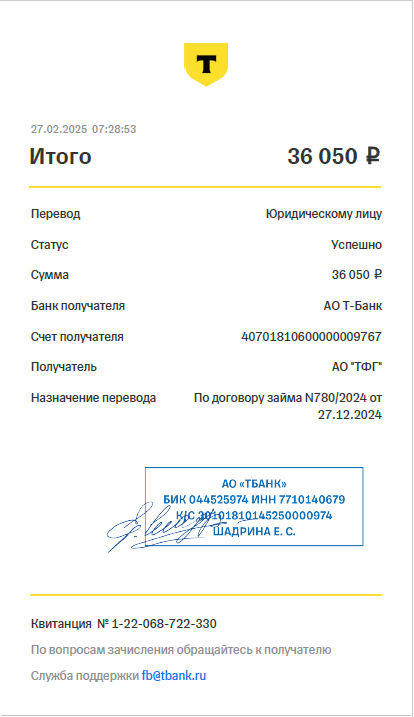 Т
27.02.2025 07:28:53
Итого 36 050 ₽
Перевод Юридическому лицу
Статус Успешно
Сумма 36 050 ₽
Банк получателя АО Т-Банк
Счет получателя 40701810600000009767
Получатель АО "ТФГ"
Назначение перевода По договору займа N780/2024 от
27.12.2024
АО «ТБАНК»
БИК 044525974 ИНН 7710140679
К/С 30101810145250000974
ШАДРИНА Е. С.
Квитанция № 1-22-068-722-330
По вопросам зачисления обращайтесь к получателю
Служба поддержки fb@tbank.ru